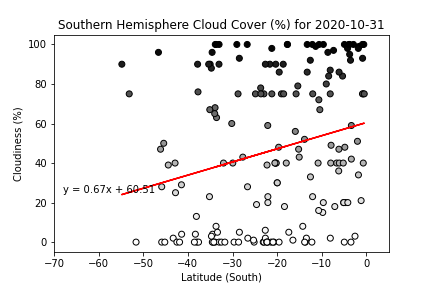 Southern Hemisphere Cloud Cover (%) for 2020-10-31
100
80
60
40
20
0
Cloudiness (%)
y = 0.67x + 60.51
−70 −60 −50 −40 −30 −20 −10 0
Latitude (South)